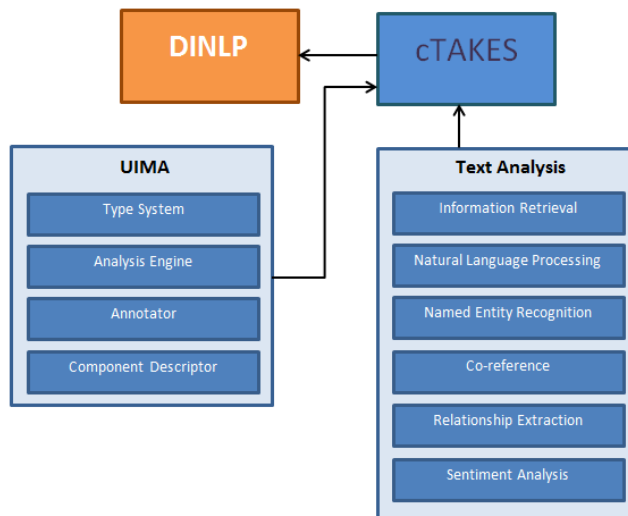 DINLP
cTAKES
UIMA
Type System
Analysis Engine
Annotator
Component Descriptor
Text Analysis
Information Retrieval
Natural Language Processing
Named Entity Recognition
Co-reference
Relationship Extraction
Sentiment Analysis